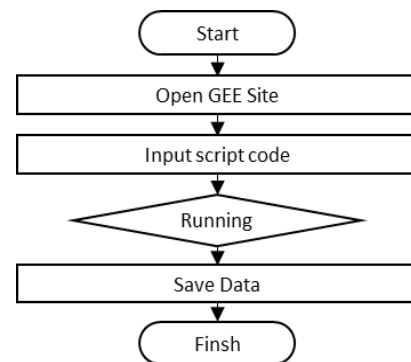 Start
Open GEE Site
Input script code
Running
Save Data
Finsh